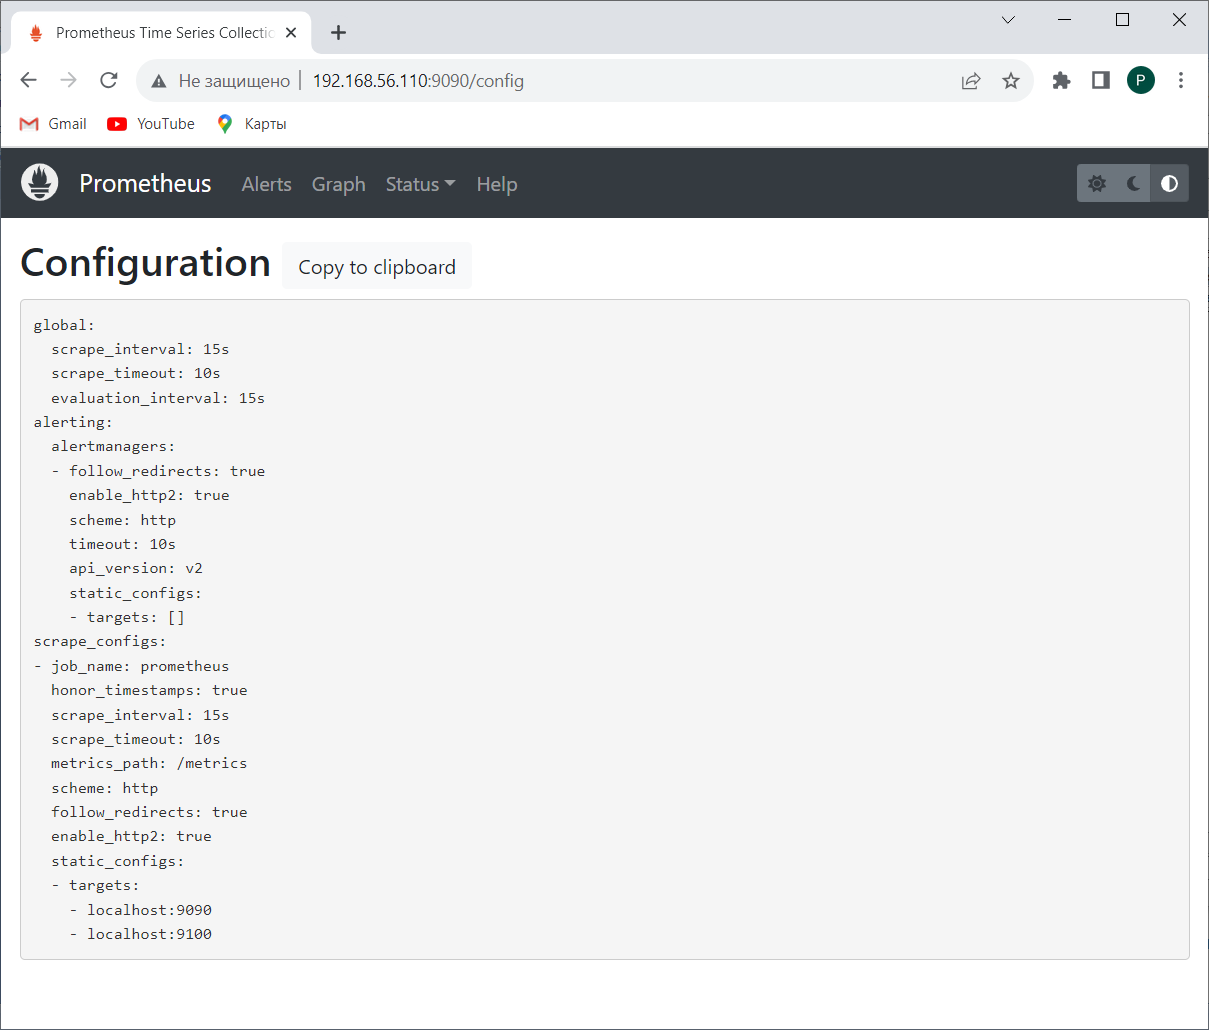 Prometheus Time Series Collectio
Не защищено 192.168.56.110:9090/config
P
Gmail YouTube Карты
Prometheus Alerts Graph Status Help
Configuration Copy to clipboard
global:
  scrape_interval: 15s
  scrape_timeout: 10s
  evaluation_interval: 15s
alerting:
  alertmanagers:
  - follow_redirects: true
    enable_http2: true
    scheme: http
    timeout: 10s
    api_version: v2
    static_configs:
    - targets: []
scrape_configs:
- job_name: prometheus
  honor_timestamps: true
  scrape_interval: 15s
  scrape_timeout: 10s
  metrics_path: /metrics
  scheme: http
  follow_redirects: true
  enable_http2: true
  static_configs:
  - targets:
    - localhost:9090
    - localhost:9100